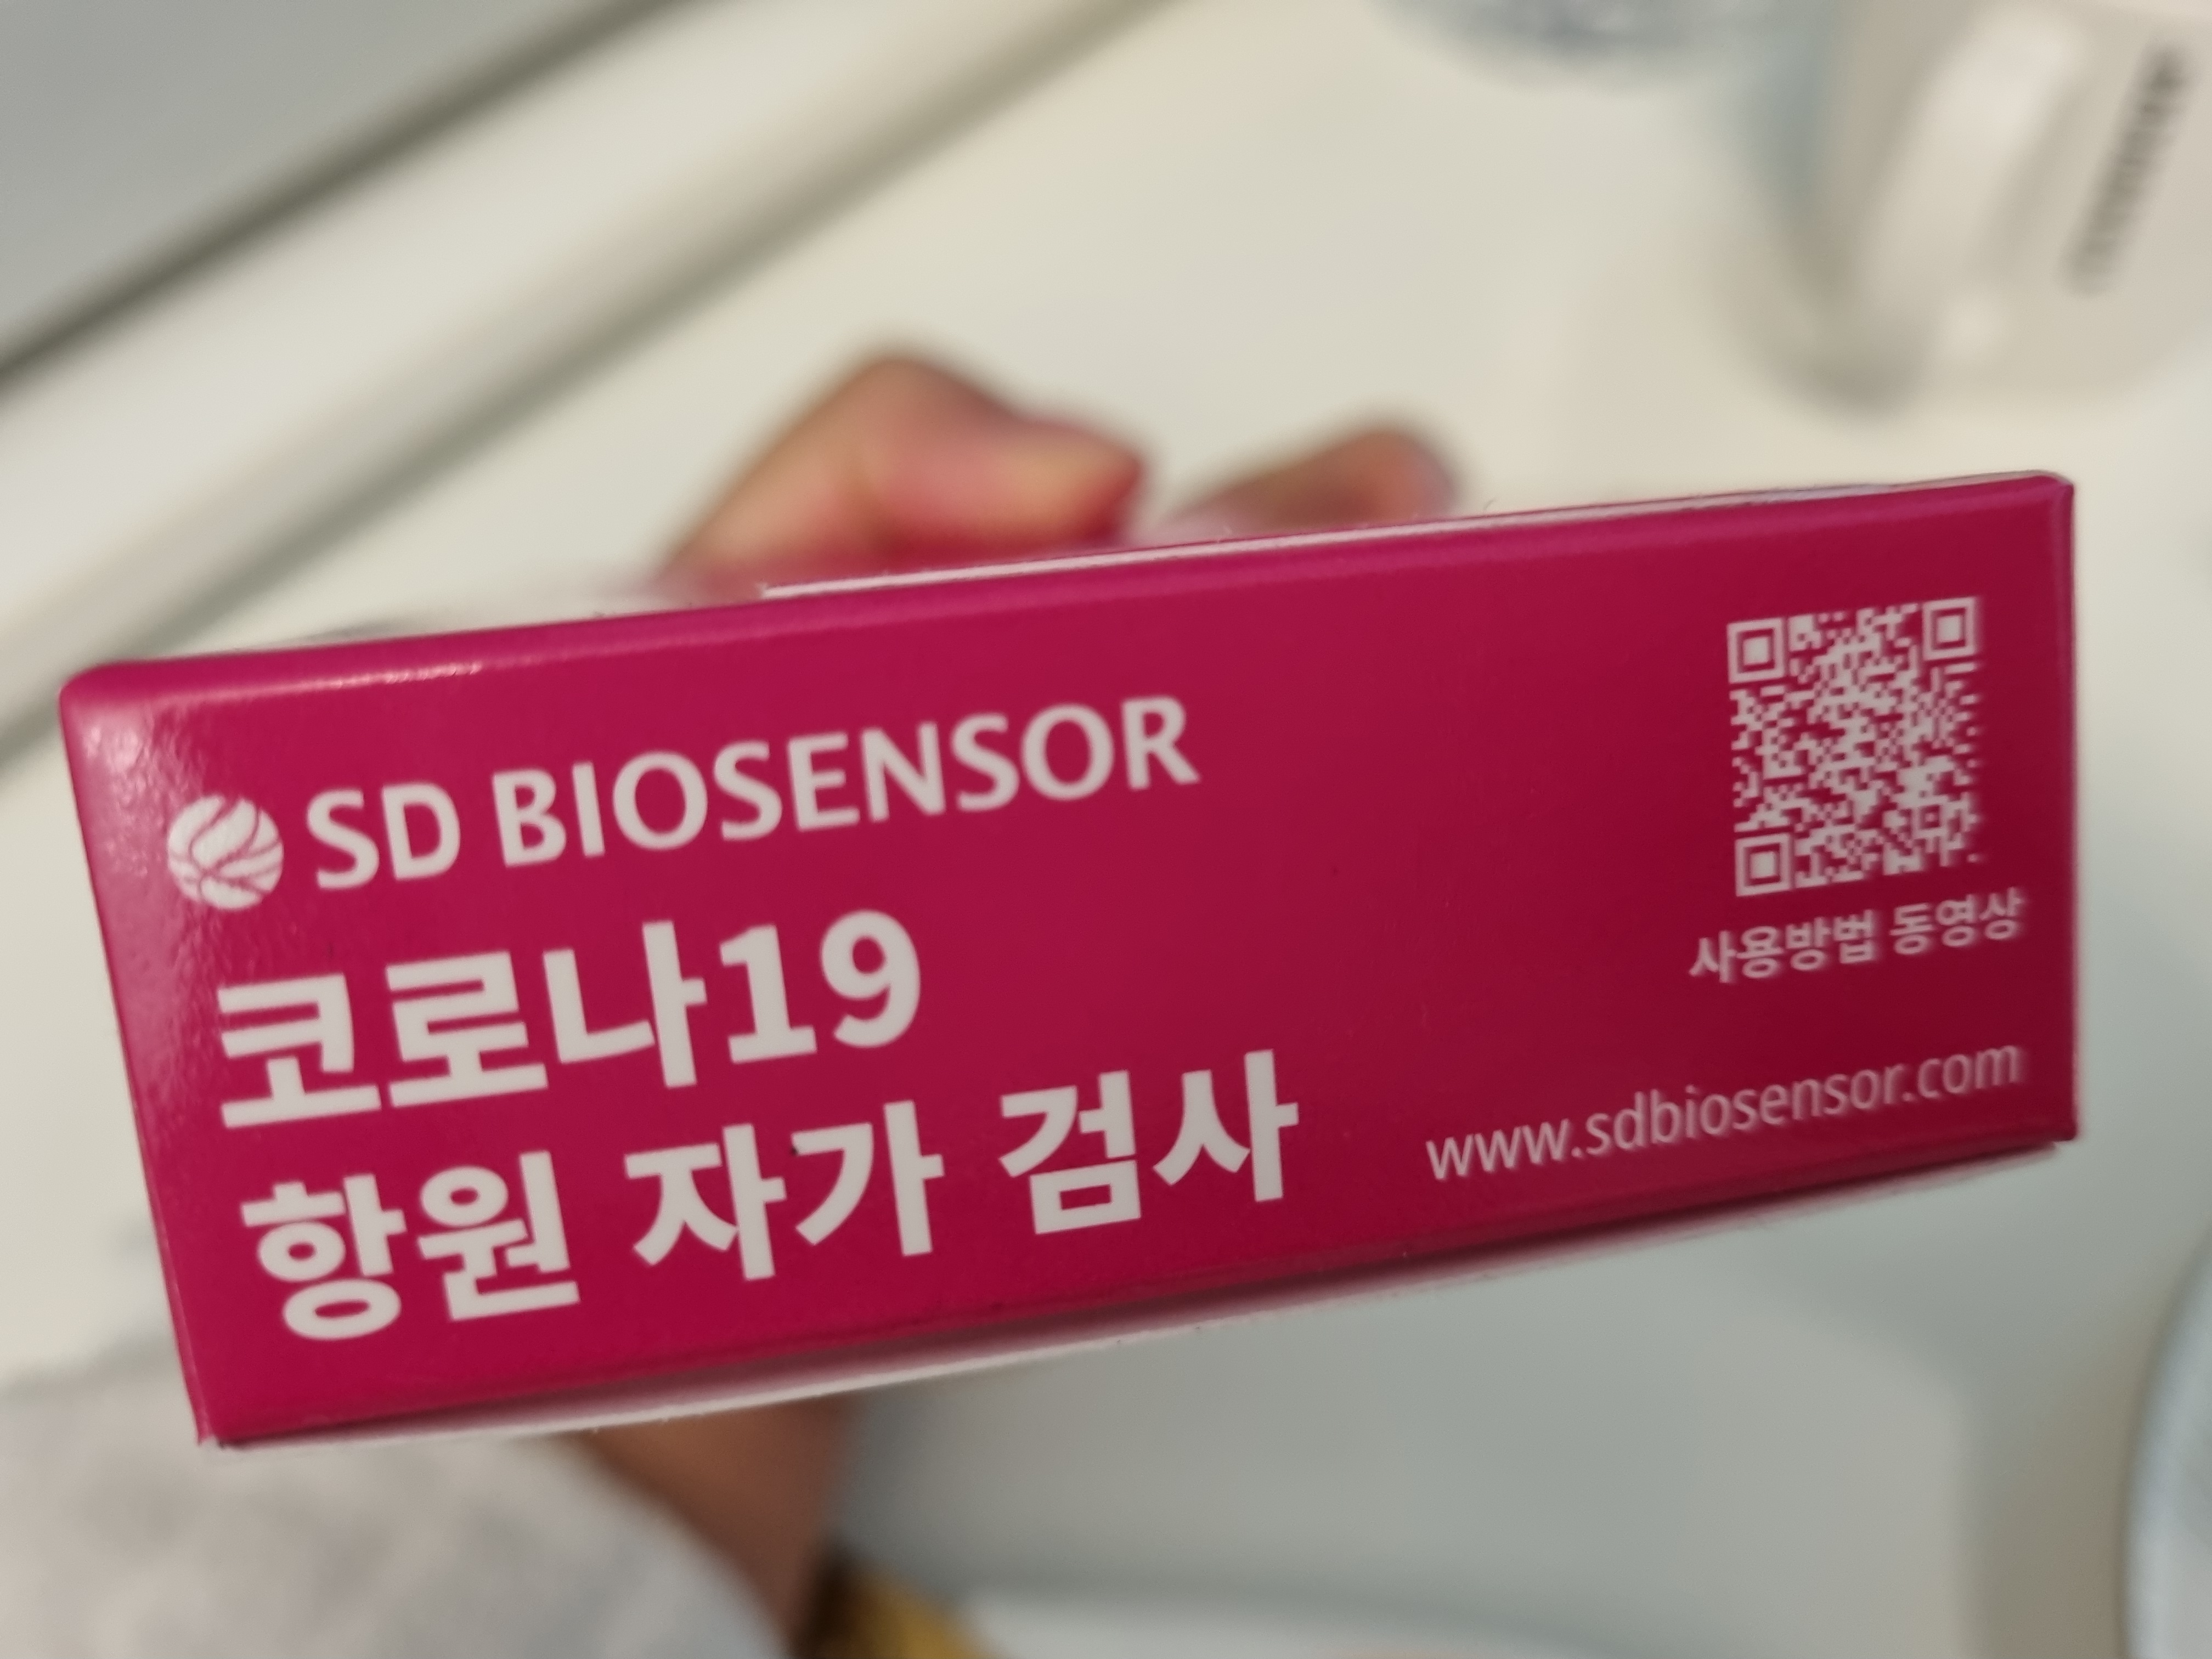 SD BIOSENSOR
코로나19
항원 자가 검사
사용방법 동영상
www.sdbiosensor.com